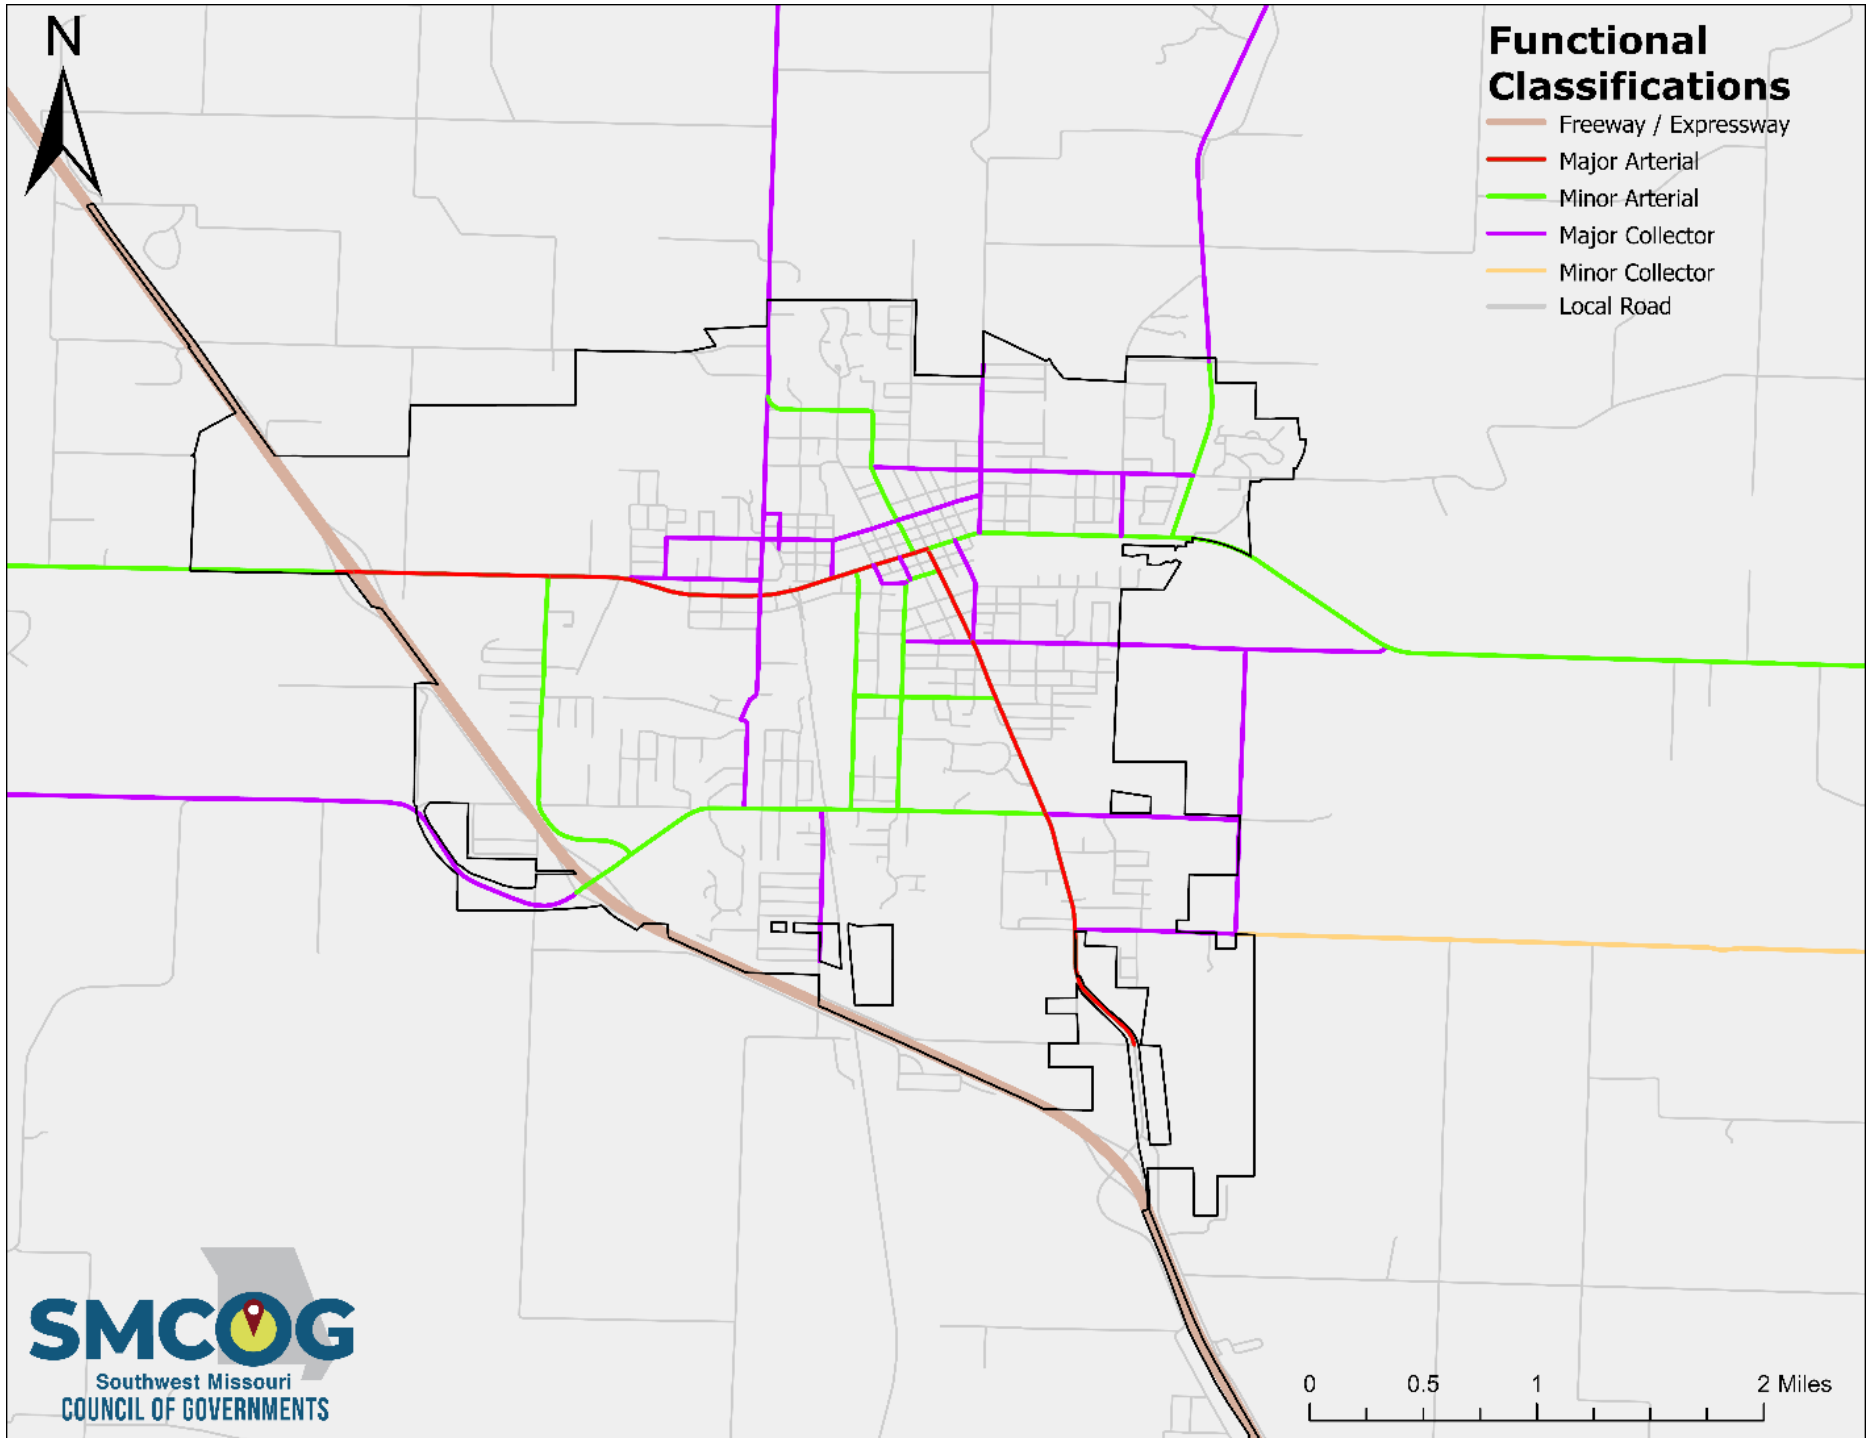 N
Functional
Classifications
Freeway / Expressway
Major Arterial
Minor Arterial
Major Collector
Minor Collector
Local Road
SMCOG
Southwest Missouri
COUNCIL OF GOVERNMENTS
0 0.5 1 2 Miles